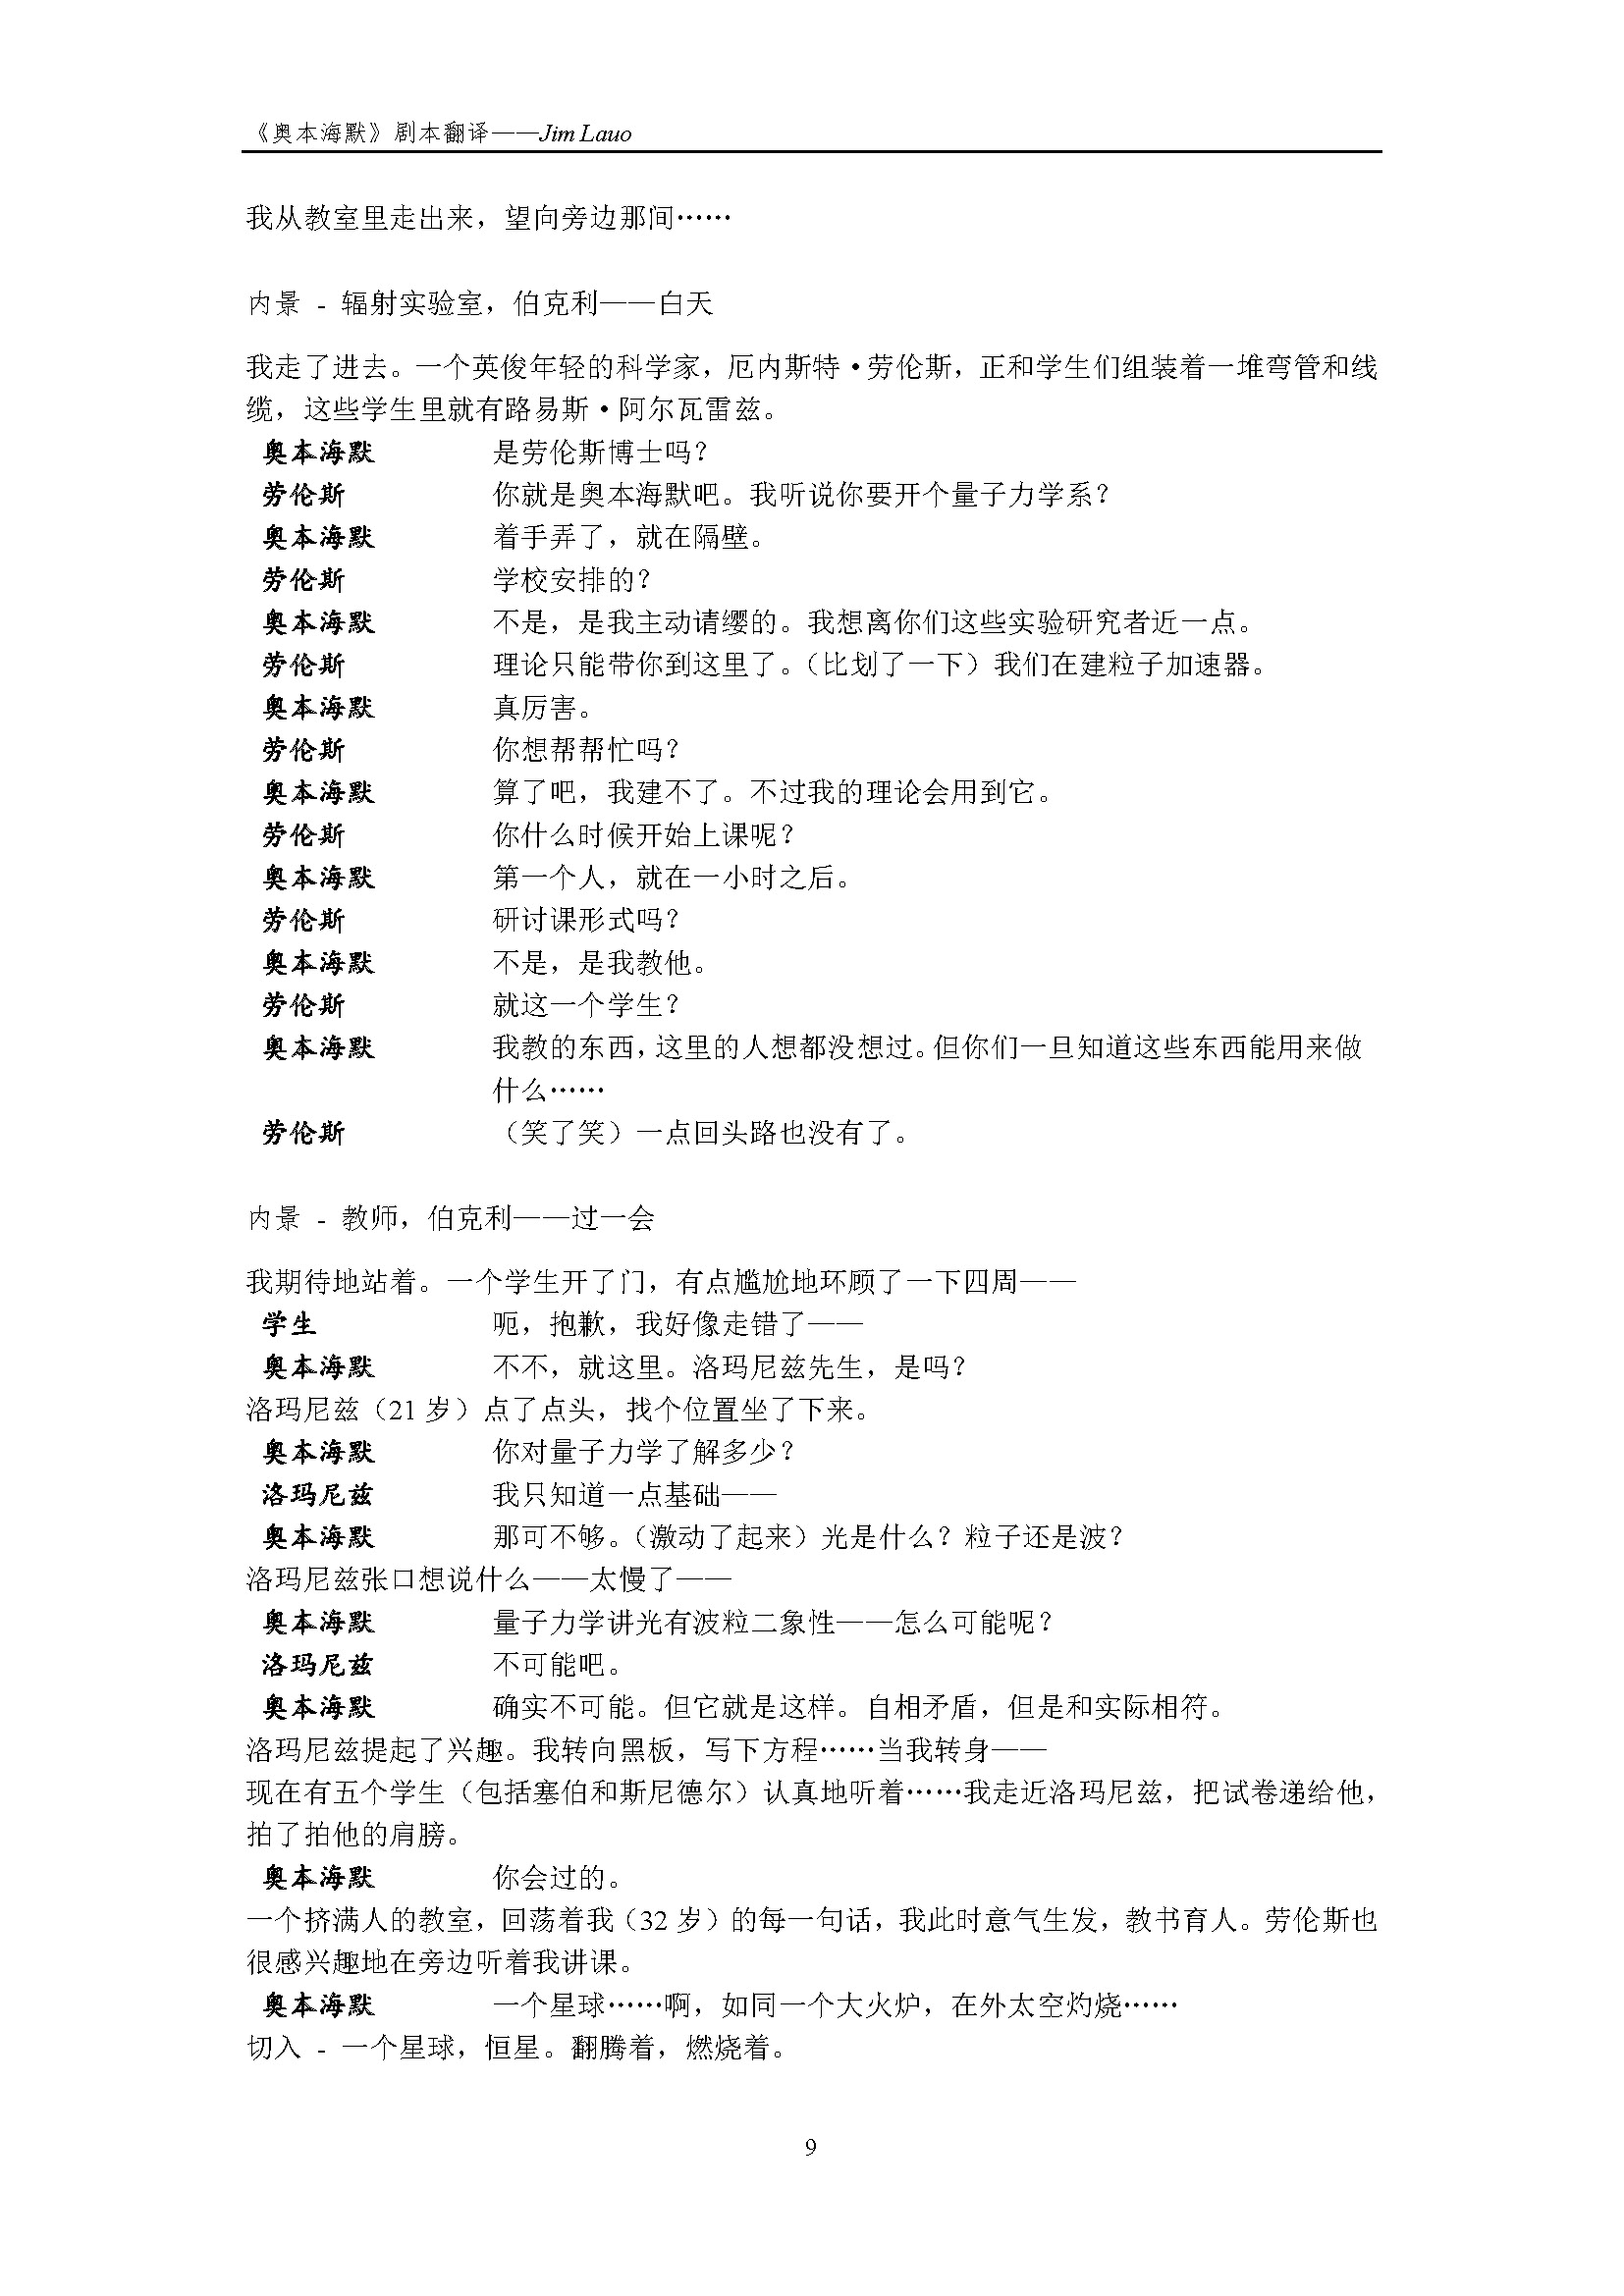 《奥本海默》剧本翻译——Jim Lauo
我从教室里走出来，望向旁边那间……
内景 - 辐射实验室，伯克利——白天
我走了进去。一个英俊年轻的科学家，厄内斯特·劳伦斯，正和学生们组装着一堆弯管和线
缆，这些学生里就有路易斯·阿尔瓦雷兹。
奥本海默 是劳伦斯博士吗？
劳伦斯 你就是奥本海默吧。我听说你要开个量子力学系？
奥本海默 着手弄了，就在隔壁。
劳伦斯 学校安排的？
奥本海默 不是，是我主动请缨的。我想离你们这些实验研究者近一点。
劳伦斯 理论只能带你到这里了。（比划了一下）我们在建粒子加速器。
奥本海默 真厉害。
劳伦斯 你想帮帮忙吗？
奥本海默 算了吧，我建不了。不过我的理论会用到它。
劳伦斯 你什么时候开始上课呢？
奥本海默 第一个人，就在一小时之后。
劳伦斯 研讨课形式吗？
奥本海默 不是，是我教他。
劳伦斯 就这一个学生？
奥本海默 我教的东西，这里的人想都没想过。但你们一旦知道这些东西能用来做
什么……
劳伦斯 （笑了笑）一点回头路也没有了。
内景 - 教师，伯克利——过一会
我期待地站着。一个学生开了门，有点尴尬地环顾了一下四周——
学生 呃，抱歉，我好像走错了——
奥本海默 不不，就这里。洛玛尼兹先生，是吗？
洛玛尼兹（21 岁）点了点头，找个位置坐了下来。
奥本海默 你对量子力学了解多少？
洛玛尼兹 我只知道一点基础——
奥本海默 那可不够。（激动了起来）光是什么？粒子还是波？
洛玛尼兹张口想说什么——太慢了——
奥本海默 量子力学讲光有波粒二象性——怎么可能呢？
洛玛尼兹 不可能吧。
奥本海默 确实不可能。但它就是这样。自相矛盾，但是和实际相符。
洛玛尼兹提起了兴趣。我转向黑板，写下方程……当我转身——
现在有五个学生（包括塞伯和斯尼德尔）认真地听着……我走近洛玛尼兹，把试卷递给他，
拍了拍他的肩膀。
奥本海默 你会过的。
一个挤满人的教室，回荡着我（32 岁）的每一句话，我此时意气生发，教书育人。劳伦斯也
很感兴趣地在旁边听着我讲课。
奥本海默 一个星球……啊，如同一个大火炉，在外太空灼烧……
切入 - 一个星球，恒星。翻腾着，燃烧着。
9